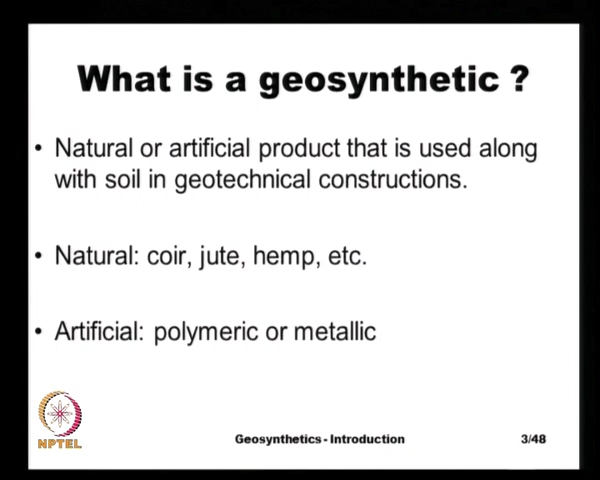 What is a geosynthetic ?
• Natural or artificial product that is used along
with soil in geotechnical constructions.
• Natural: coir, jute, hemp, etc.
• Artificial: polymeric or metallic
NPTEL
Geosynthetics - Introduction
3/48